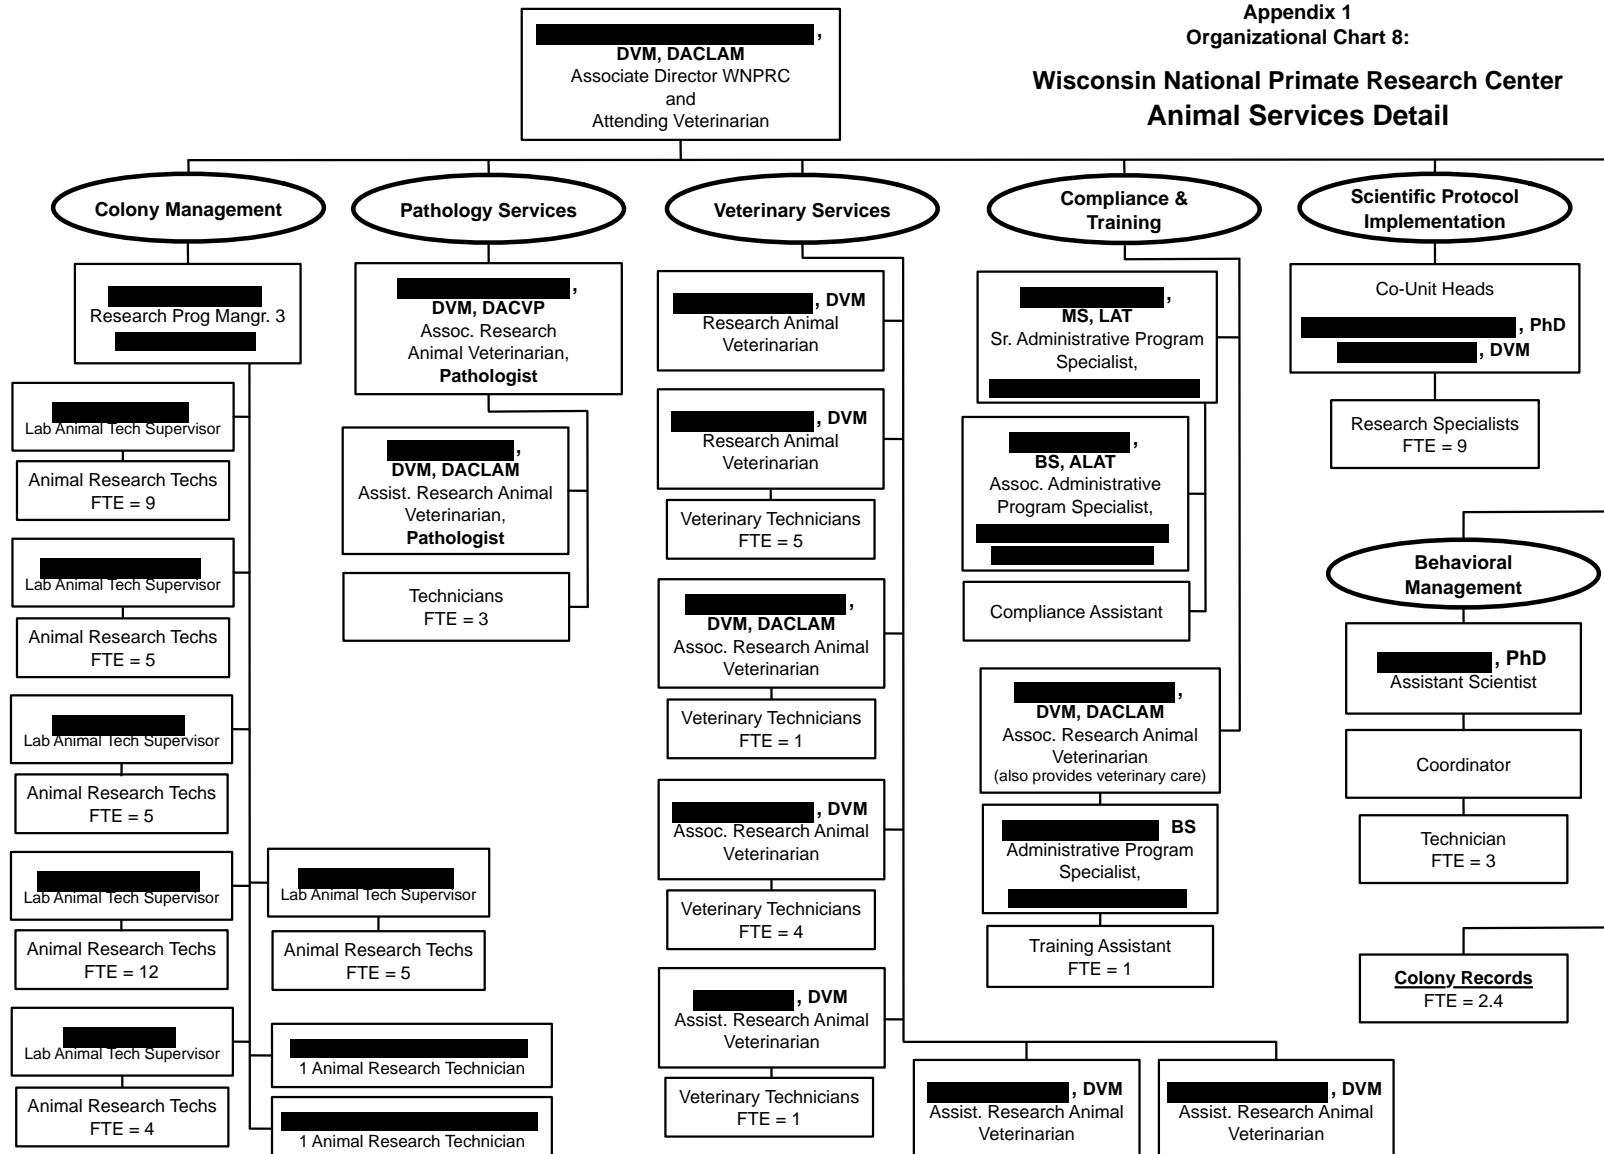 Appendix 1
Organizational Chart 8:
Wisconsin National Primate Research Center
Animal Services Detail
,
DVM, DACLAM
Associate Director WNPRC
and
Attending Veterinarian
Colony Management
Research Prog Mangr. 3
Lab Animal Tech Supervisor
Animal Research Techs
FTE = 9
Lab Animal Tech Supervisor
Animal Research Techs
FTE = 5
Lab Animal Tech Supervisor
Animal Research Techs
FTE = 5
Lab Animal Tech Supervisor
Animal Research Techs
FTE = 12
Lab Animal Tech Supervisor
Animal Research Techs
FTE = 5
Lab Animal Tech Supervisor
Animal Research Techs
FTE = 4
1 Animal Research Technician
1 Animal Research Technician
Pathology Services
,
DVM, DACVP
Assoc. Research
Animal Veterinarian,
Pathologist
,
DVM, DACLAM
Assist. Research Animal
Veterinarian,
Pathologist
Technicians
FTE = 3
Veterinary Services
, DVM
Research Animal
Veterinarian
, DVM
Research Animal
Veterinarian
Veterinary Technicians
FTE = 5
,
DVM, DACLAM
Assoc. Research Animal
Veterinarian
Veterinary Technicians
FTE = 1
, DVM
Assoc. Research Animal
Veterinarian
Veterinary Technicians
FTE = 4
, DVM
Assist. Research Animal
Veterinarian
Veterinary Technicians
FTE = 1
, DVM
Assist. Research Animal
Veterinarian
, DVM
Assist. Research Animal
Veterinarian
Compliance &
Training
,
MS, LAT
Sr. Administrative Program
Specialist,
,
BS, ALAT
Assoc. Administrative
Program Specialist,
Compliance Assistant
,
DVM, DACLAM
Assoc. Research Animal
Veterinarian
(also provides veterinary care)
BS
Administrative Program
Specialist,
Training Assistant
FTE = 1
Scientific Protocol
Implementation
Co-Unit Heads
, PhD
, DVM
Research Specialists
FTE = 9
Behavioral
Management
, PhD
Assistant Scientist
Coordinator
Technician
FTE = 3
Colony Records
FTE = 2.4